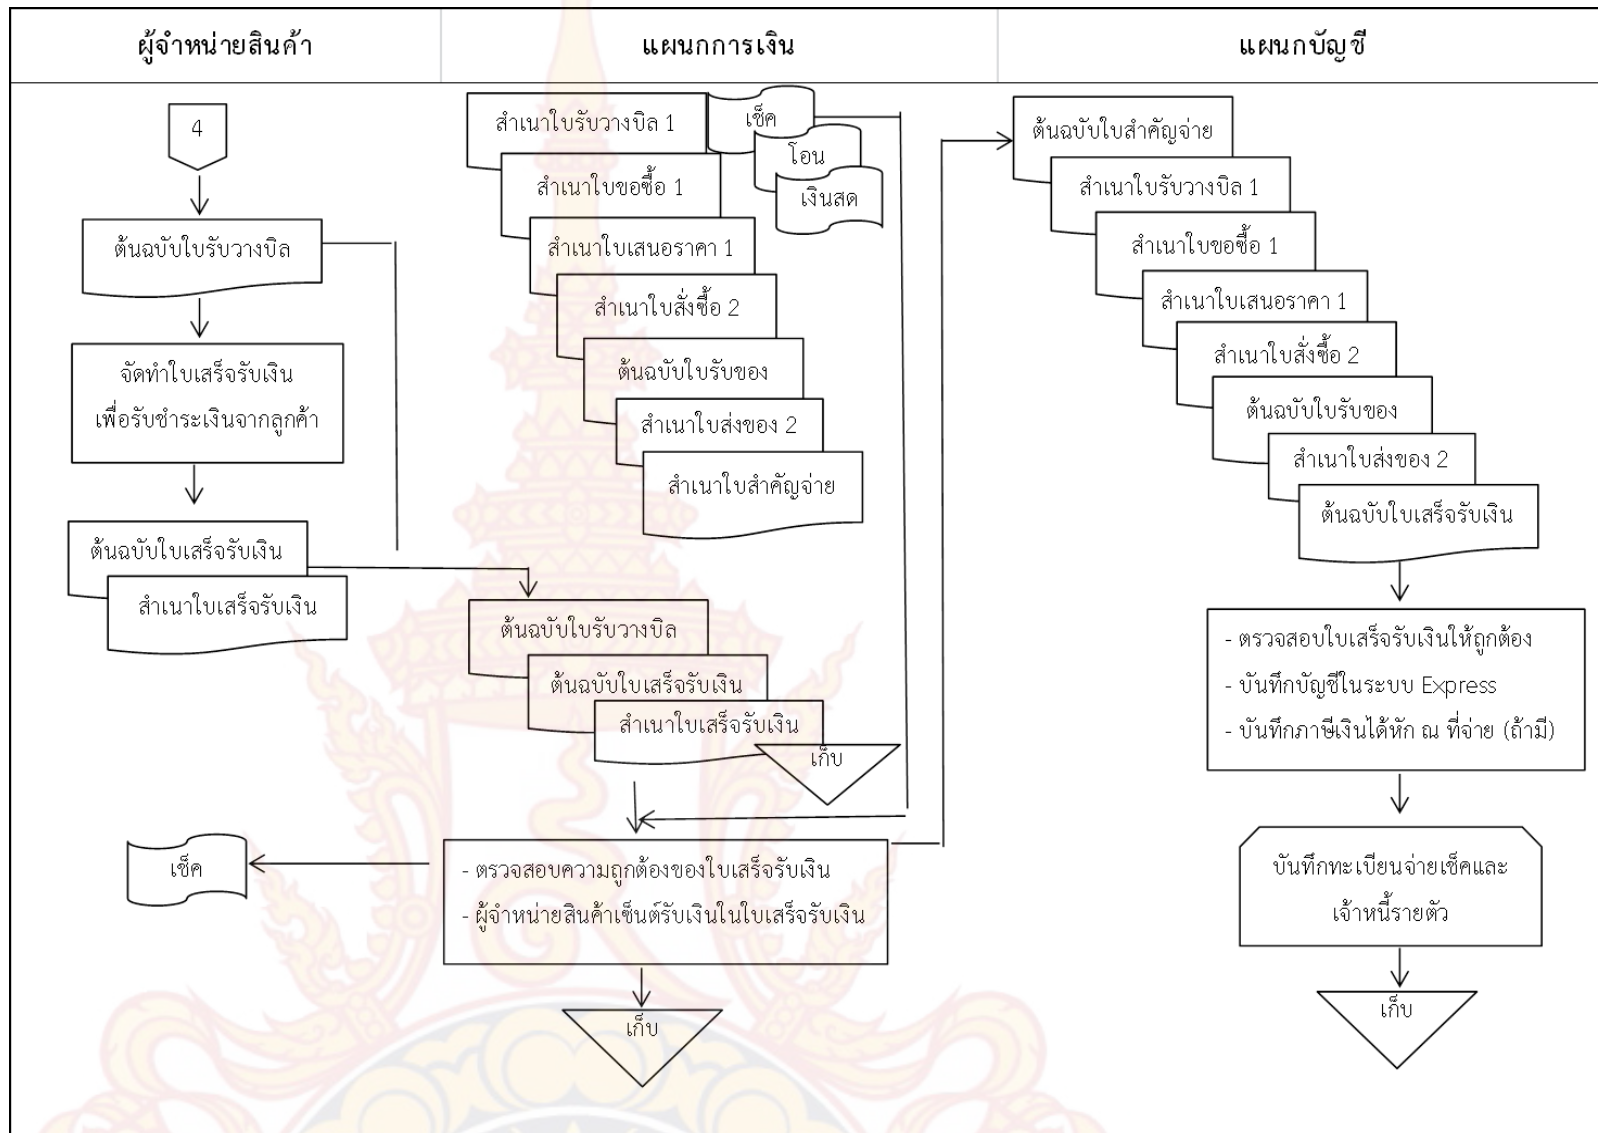 ผู้จำหน่ายสินค้า
แผนกการเงิน
แผนกบัญชี
4
ต้นฉบับใบรับวางบิล
จัดทำใบเสร็จรับเงิน
เพื่อรับชำระเงินจากลูกค้า
ต้นฉบับใบเสร็จรับเงิน
สำเนาใบเสร็จรับเงิน
เช็ค
สำเนาใบรับวางบิล 1
เช็ค
โอน
เงินสด
สำเนาใบขอซื้อ 1
สำเนาใบเสนอราคา 1
สำเนาใบสั่งซื้อ 2
ต้นฉบับใบรับของ
สำเนาใบส่งของ 2
สำเนาใบสำคัญจ่าย
ต้นฉบับใบรับวางบิล
ต้นฉบับใบเสร็จรับเงิน
สำเนาใบเสร็จรับเงิน
เก็บ
- ตรวจสอบความถูกต้องของใบเสร็จรับเงิน
- ผู้จำหน่ายสินค้าเซ็นต์รับเงินในใบเสร็จรับเงิน
เก็บ
ต้นฉบับใบสำคัญจ่าย
สำเนาใบรับวางบิล 1
สำเนาใบขอซื้อ 1
สำเนาใบเสนอราคา 1
สำเนาใบสั่งซื้อ 2
ต้นฉบับใบรับของ
สำเนาใบส่งของ 2
ต้นฉบับใบเสร็จรับเงิน
- ตรวจสอบใบเสร็จรับเงินให้ถูกต้อง
- บันทึกบัญชีในระบบ Express
- บันทึกภาษีเงินได้หัก ณ ที่จ่าย (ถ้ามี)
บันทึกทะเบียนจ่ายเช็คและ
เจ้าหนี้รายตัว
เก็บ